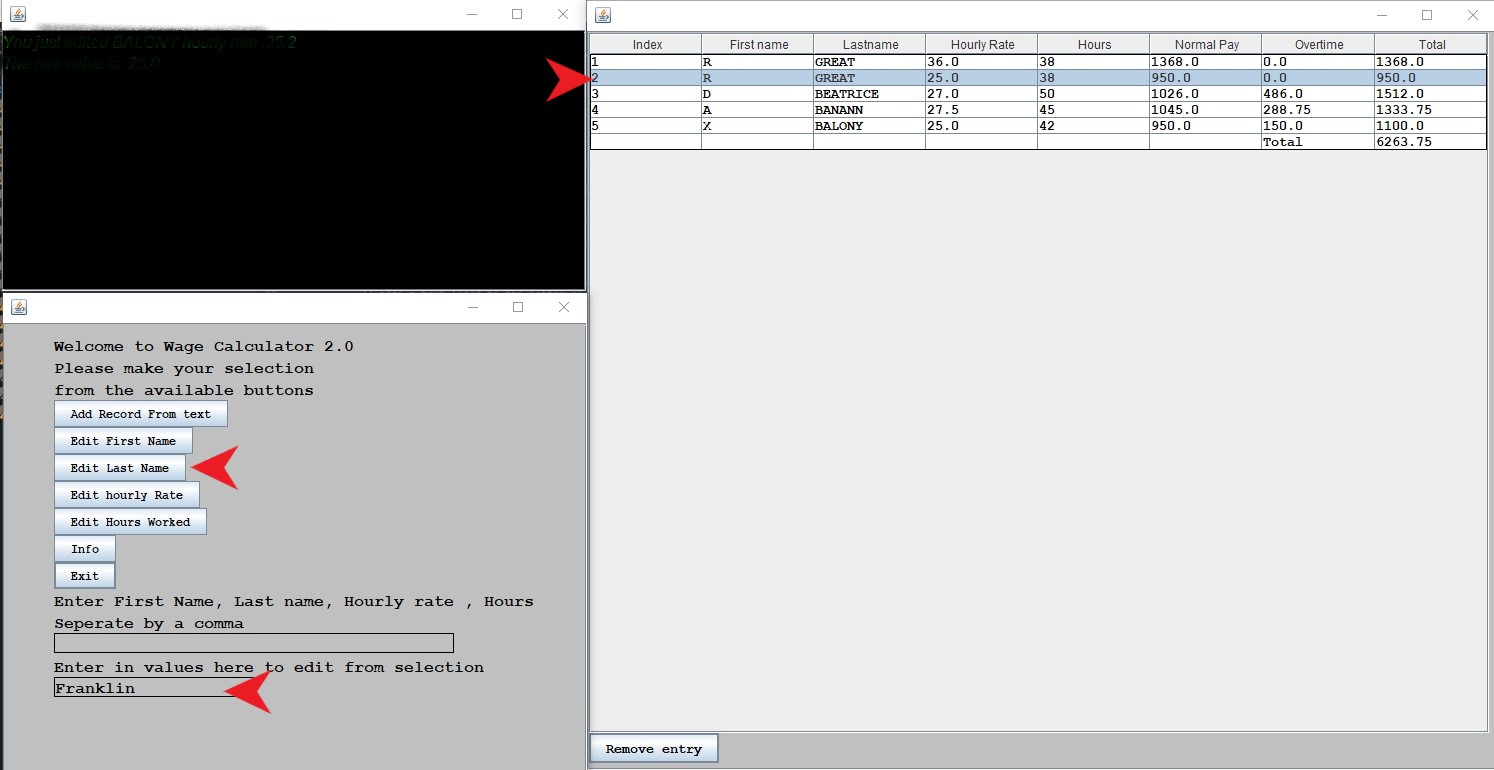 You just edited BALONY hourly rate :25.2
The new value is :25.0
Welcome to Wage Calculator 2.0
Please make your selection
from the available buttons
Add Record From text
Edit First Name
Edit Last Name
Edit hourly Rate
Edit Hours Worked
Info
Exit
Enter First Name, Last name, Hourly rate , Hours
Seperate by a comma
Enter in values here to edit from selection
Franklin
Index First name Lastname Hourly Rate Hours Normal Pay Overtime Total
1 R GREAT 36.0 38 1368.0 0.0 1368.0
2 R GREAT 25.0 38 950.0 0.0 950.0
3 D BEATRICE 27.0 50 1026.0 486.0 1512.0
4 A BANANN 27.5 45 1045.0 288.75 1333.75
5 X BALONY 25.0 42 950.0 150.0 1100.0
Total 6263.75
Remove entry